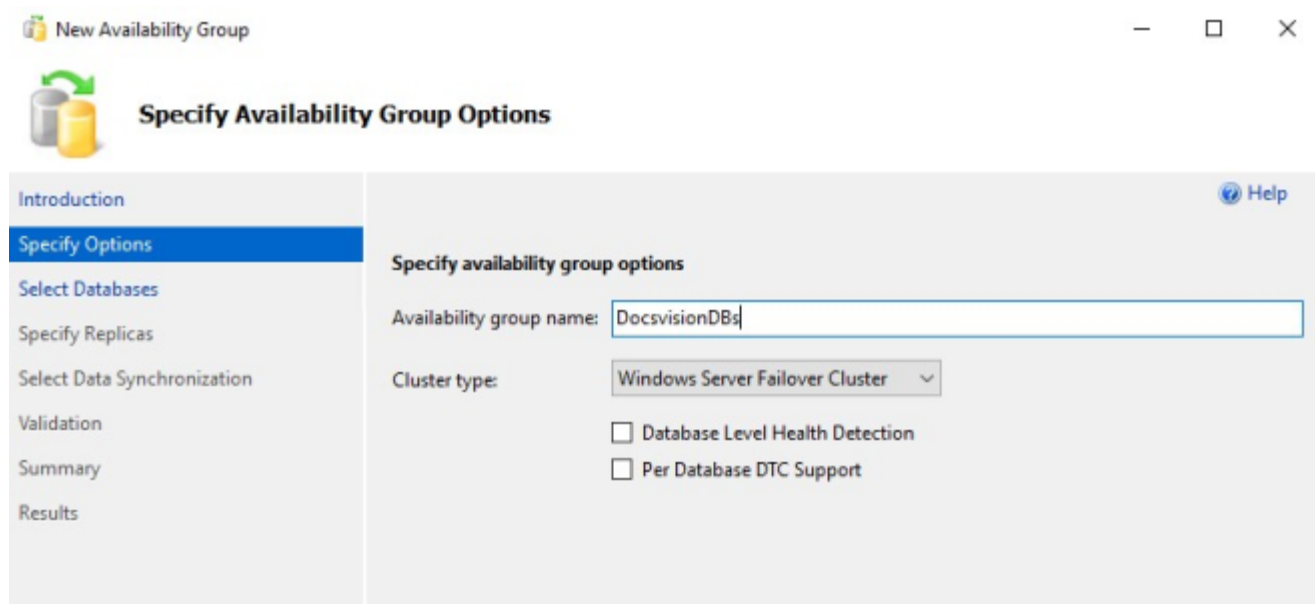 New Availability Group
Specify Availability Group Options
Introduction
Help
Specify Options
Specify availability group options
Select Databases
Availability group name: DocsvisionDBs
Specify Replicas
Select Data Synchronization
Cluster type: Windows Server Failover Cluster
Validation
Database Level Health Detection
Summary
Per Database DTC Support
Results